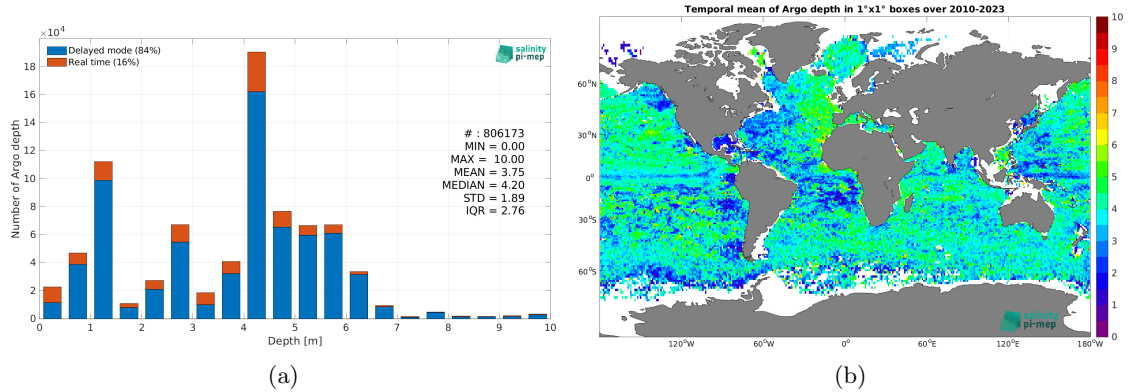 ×10⁴
Delayed mode (84%)
Real time (16%)
salinity
pi-mep
Number of Argo depth
18
16
14
12
10
8
6
4
2
0
# : 806173
MIN = 0.00
MAX = 10.00
MEAN = 3.75
MEDIAN = 4.20
STD = 1.89
IQR = 2.76
0 1 2 3 4 5 6 7 8 9 10
Depth [m]
(a)
Temporal mean of Argo depth in 1°x1° boxes over 2010-2023
60°N
30°N
0°
30°S
60°S
120°W 60°W 0° 60°E 120°E 180°W
salinity
pi-mep
10
9
8
7
6
5
4
3
2
1
0
(b)